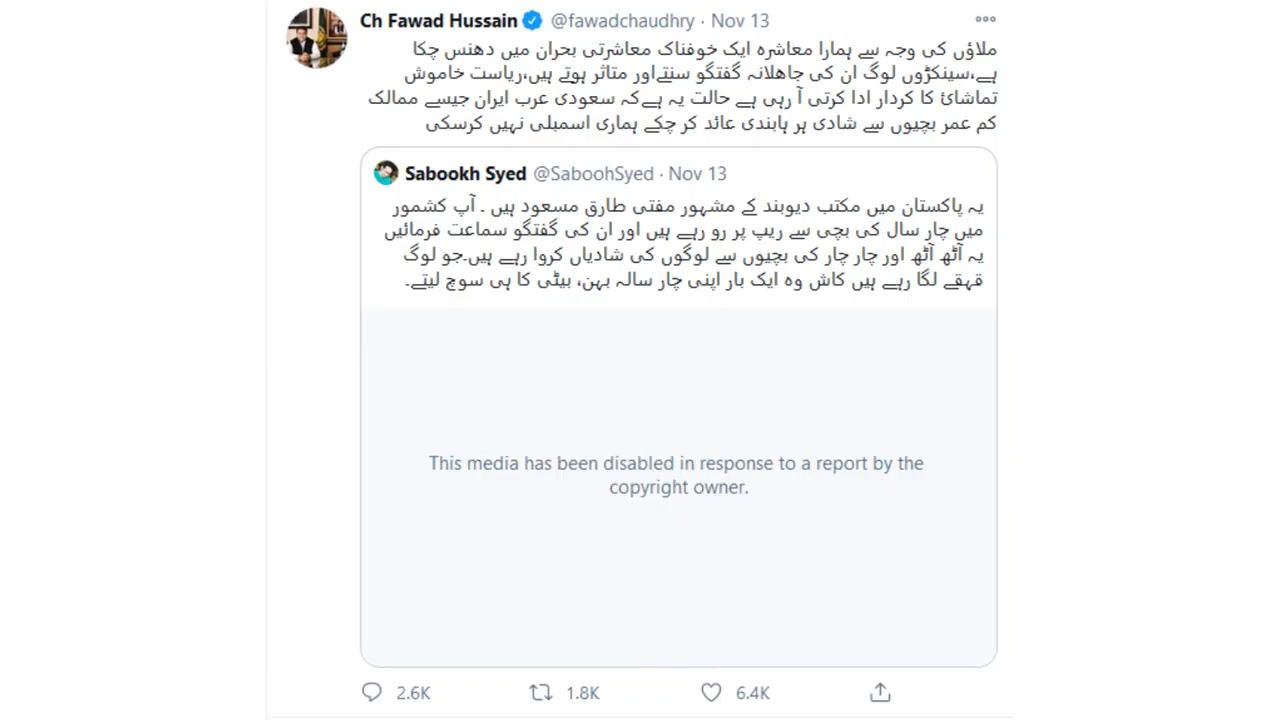 Ch Fawad Hussain @fawadchaudhry · Nov 13
ملاؤں کی وجہ سے ہمارا معاشرہ ایک خوفناک معاشرتی بحران میں دھنس چکا
ہے،سینکڑوں لوگ ان کی جاھلانہ گفتگو سنتےاور متاثر ہوتے ہیں،ریاست خاموش
تماشائ کا کردار ادا کرتی آ رہی ہے حالت یہ ہےکہ سعودی عرب ایران جیسے ممالک
کم عمر بچیوں سے شادی ہر ہابندی عائد کر چکے ہماری اسمبلی نہیں کرسکی
Sabookh Syed @SaboohSyed · Nov 13
یہ پاکستان میں مکتب دیوبند کے مشہور مفتی طارق مسعود ہیں ۔ آپ کشمور
میں چار سال کی بچی سے ریپ پر رو رہے ہیں اور ان کی گفتگو سماعت فرمائیں
یہ آٹھ آٹھ اور چار چار کی بچیوں سے لوگوں کی شادیاں کروا رہے ہیں۔جو لوگ
قہقے لگا رہے ہیں کاش وہ ایک بار اپنی چار سالہ بہن، بیٹی کا ہی سوچ لیتے۔
This media has been disabled in response to a report by the
copyright owner.
2.6K 1.8K 6.4K